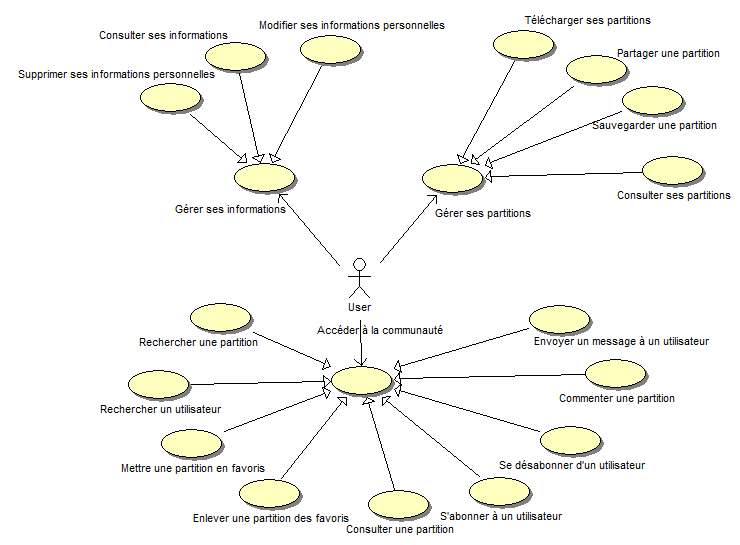 Télécharger ses partitions
Modifier ses informations personnelles
Consulter ses informations
Partager une partition
Supprimer ses informations personnelles
Sauvegarder une partition
Consulter ses partitions
Gérer ses informations
Gérer ses partitions
User
Accéder à la communauté
Rechercher une partition
Envoyer un message à un utilisateur
Rechercher un utilisateur
Commenter une partition
Mettre une partition en favoris
Se désabonner d'un utilisateur
Enlever une partition des favoris
S'abonner à un utilisateur
Consulter une partition